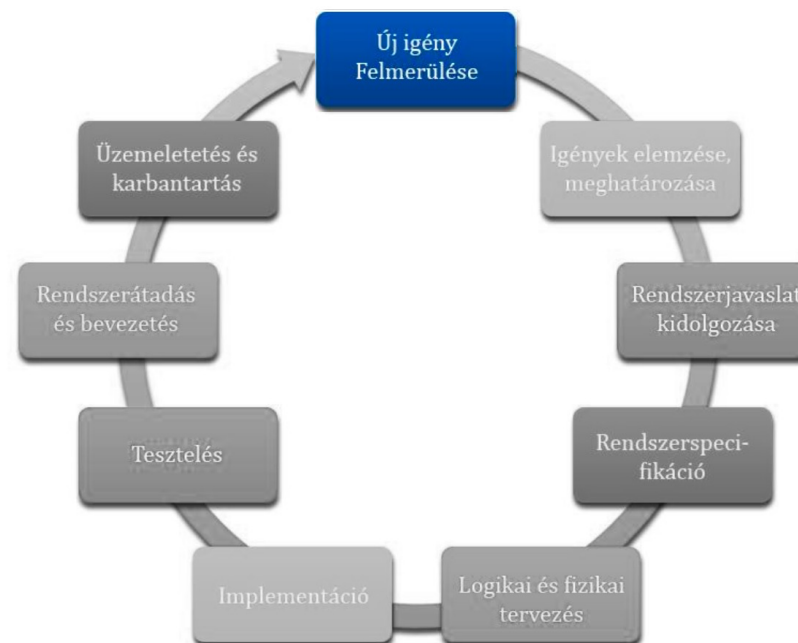 Új igény
Felmerülése
Igények elemzése,
meghatározása
Rendszerjavaslat
kidolgozása
Rendszerspeci-
fikáció
Logikai és fizikai
tervezés
Implementáció
Tesztelés
Rendszerátadás
és bevezetés
Üzemeletetés és
karbantartás